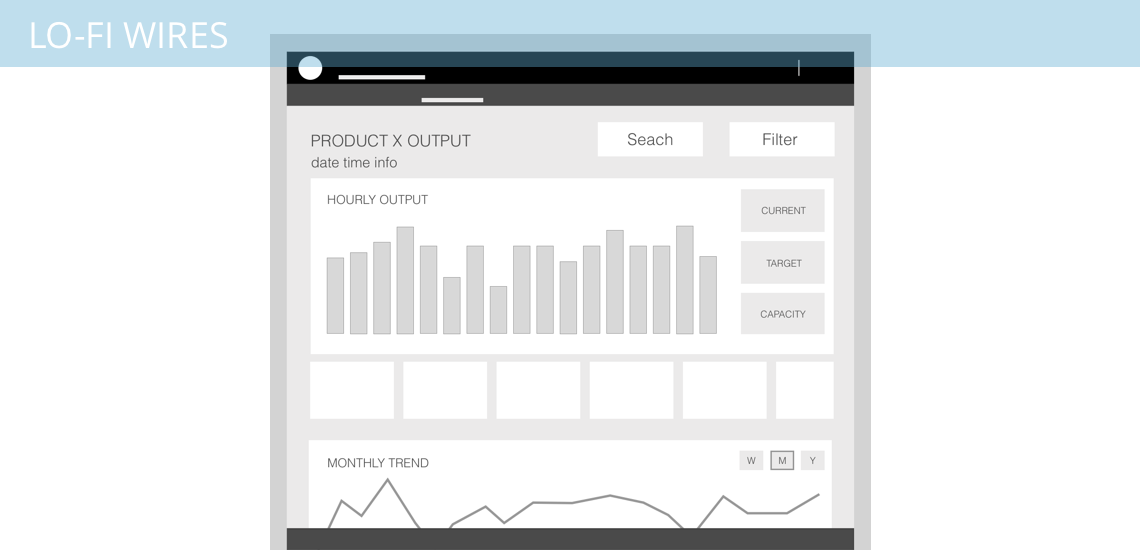 LO-FI WIRES
PRODUCT X OUTPUT
date time info
Seach
Filter
HOURLY OUTPUT
CURRENT
TARGET
CAPACITY
MONTHLY TREND
W
M
Y